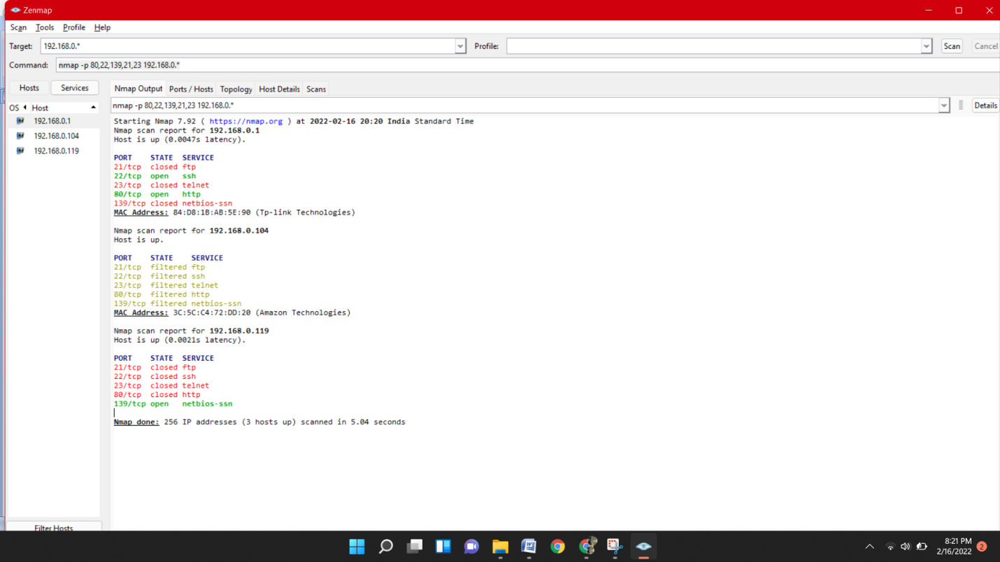 Zenmap
Scan Tools Profile Help
Target: 192.168.0.* Profile: Scan Cancel
Command: nmap -p 80,22,139,21,23 192.168.0.*
Hosts Services Nmap Output Ports / Hosts Topology Host Details Scans
nmap -p 80,22,139,21,23 192.168.0.* Details
OS Host
192.168.0.1
192.168.0.104
192.168.0.119
Starting Nmap 7.92 ( https://nmap.org ) at 2022-02-16 20:20 India Standard Time
Nmap scan report for 192.168.0.1
Host is up (0.0047s latency).
PORT STATE SERVICE
21/tcp closed ftp
22/tcp open ssh
23/tcp closed telnet
80/tcp open http
139/tcp closed netbios-ssn
MAC Address: 84:D8:1B:AB:5E:90 (Tp-link Technologies)
Nmap scan report for 192.168.0.104
Host is up.
PORT STATE SERVICE
21/tcp filtered ftp
22/tcp filtered ssh
23/tcp filtered telnet
80/tcp filtered http
139/tcp filtered netbios-ssn
MAC Address: 3C:5C:C4:72:DD:20 (Amazon Technologies)
Nmap scan report for 192.168.0.119
Host is up (0.0021s latency).
PORT STATE SERVICE
21/tcp closed ftp
22/tcp closed ssh
23/tcp closed telnet
80/tcp closed http
139/tcp open netbios-ssn
Nmap done: 256 IP addresses (3 hosts up) scanned in 5.04 seconds
Filter Hosts
8:21 PM
2/16/2022
2